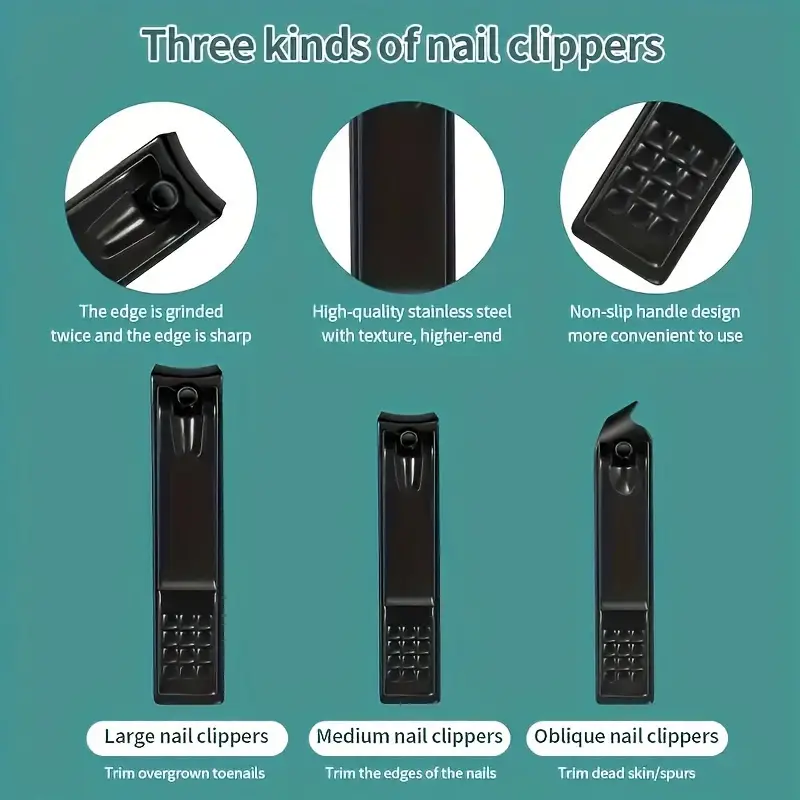 Three kinds of nail clippers
The edge is grinded
twice and the edge is sharp
High-quality stainless steel
with texture, higher-end
Non-slip handle design
more convenient to use
Large nail clippers
Medium nail clippers
Oblique nail clippers
Trim overgrown toenails
Trim the edges of the nails
Trim dead skin/spurs